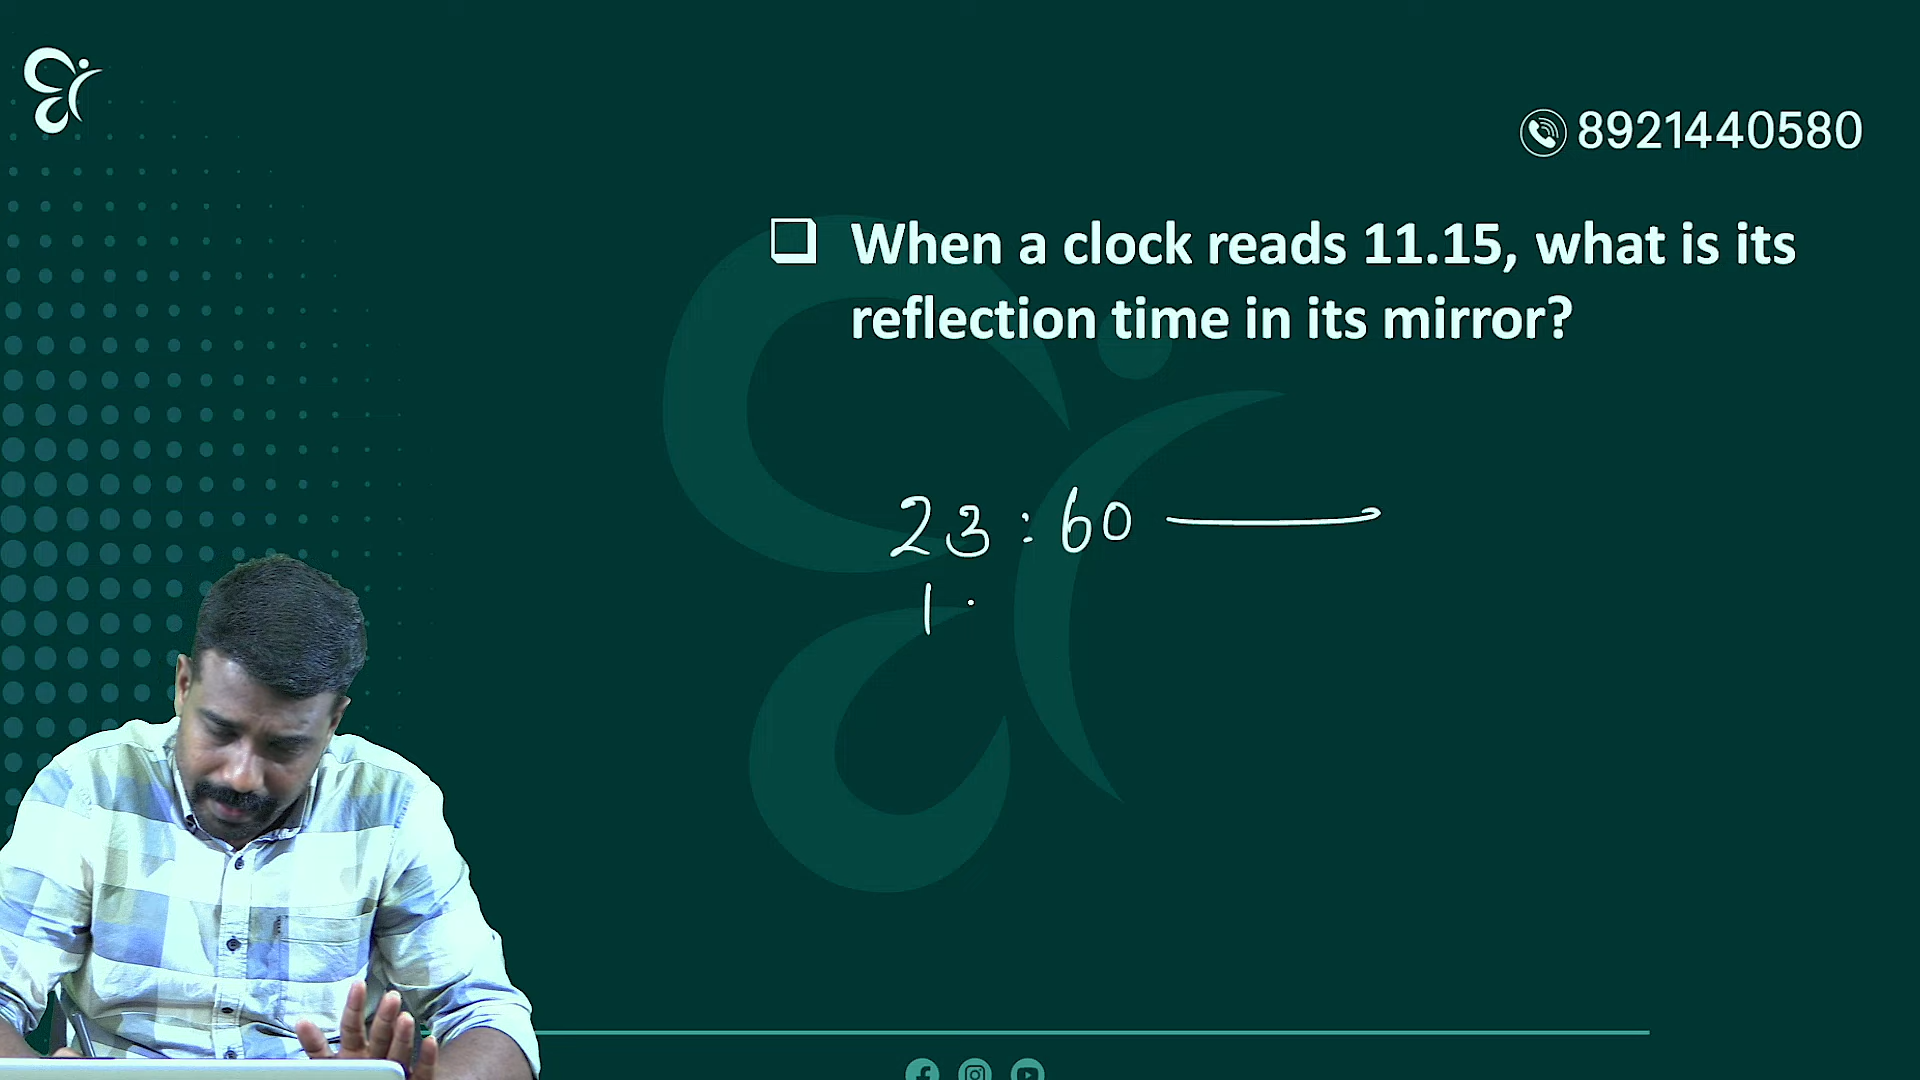 8921440580
❑ When a clock reads 11.15, what is its
reflection time in its mirror?
23:60
1